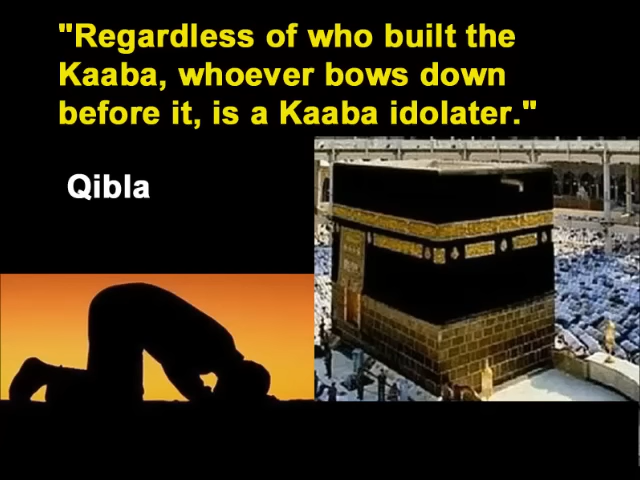 "Regardless of who built the
Kaaba, whoever bows down
before it, is a Kaaba idolater."
Qibla